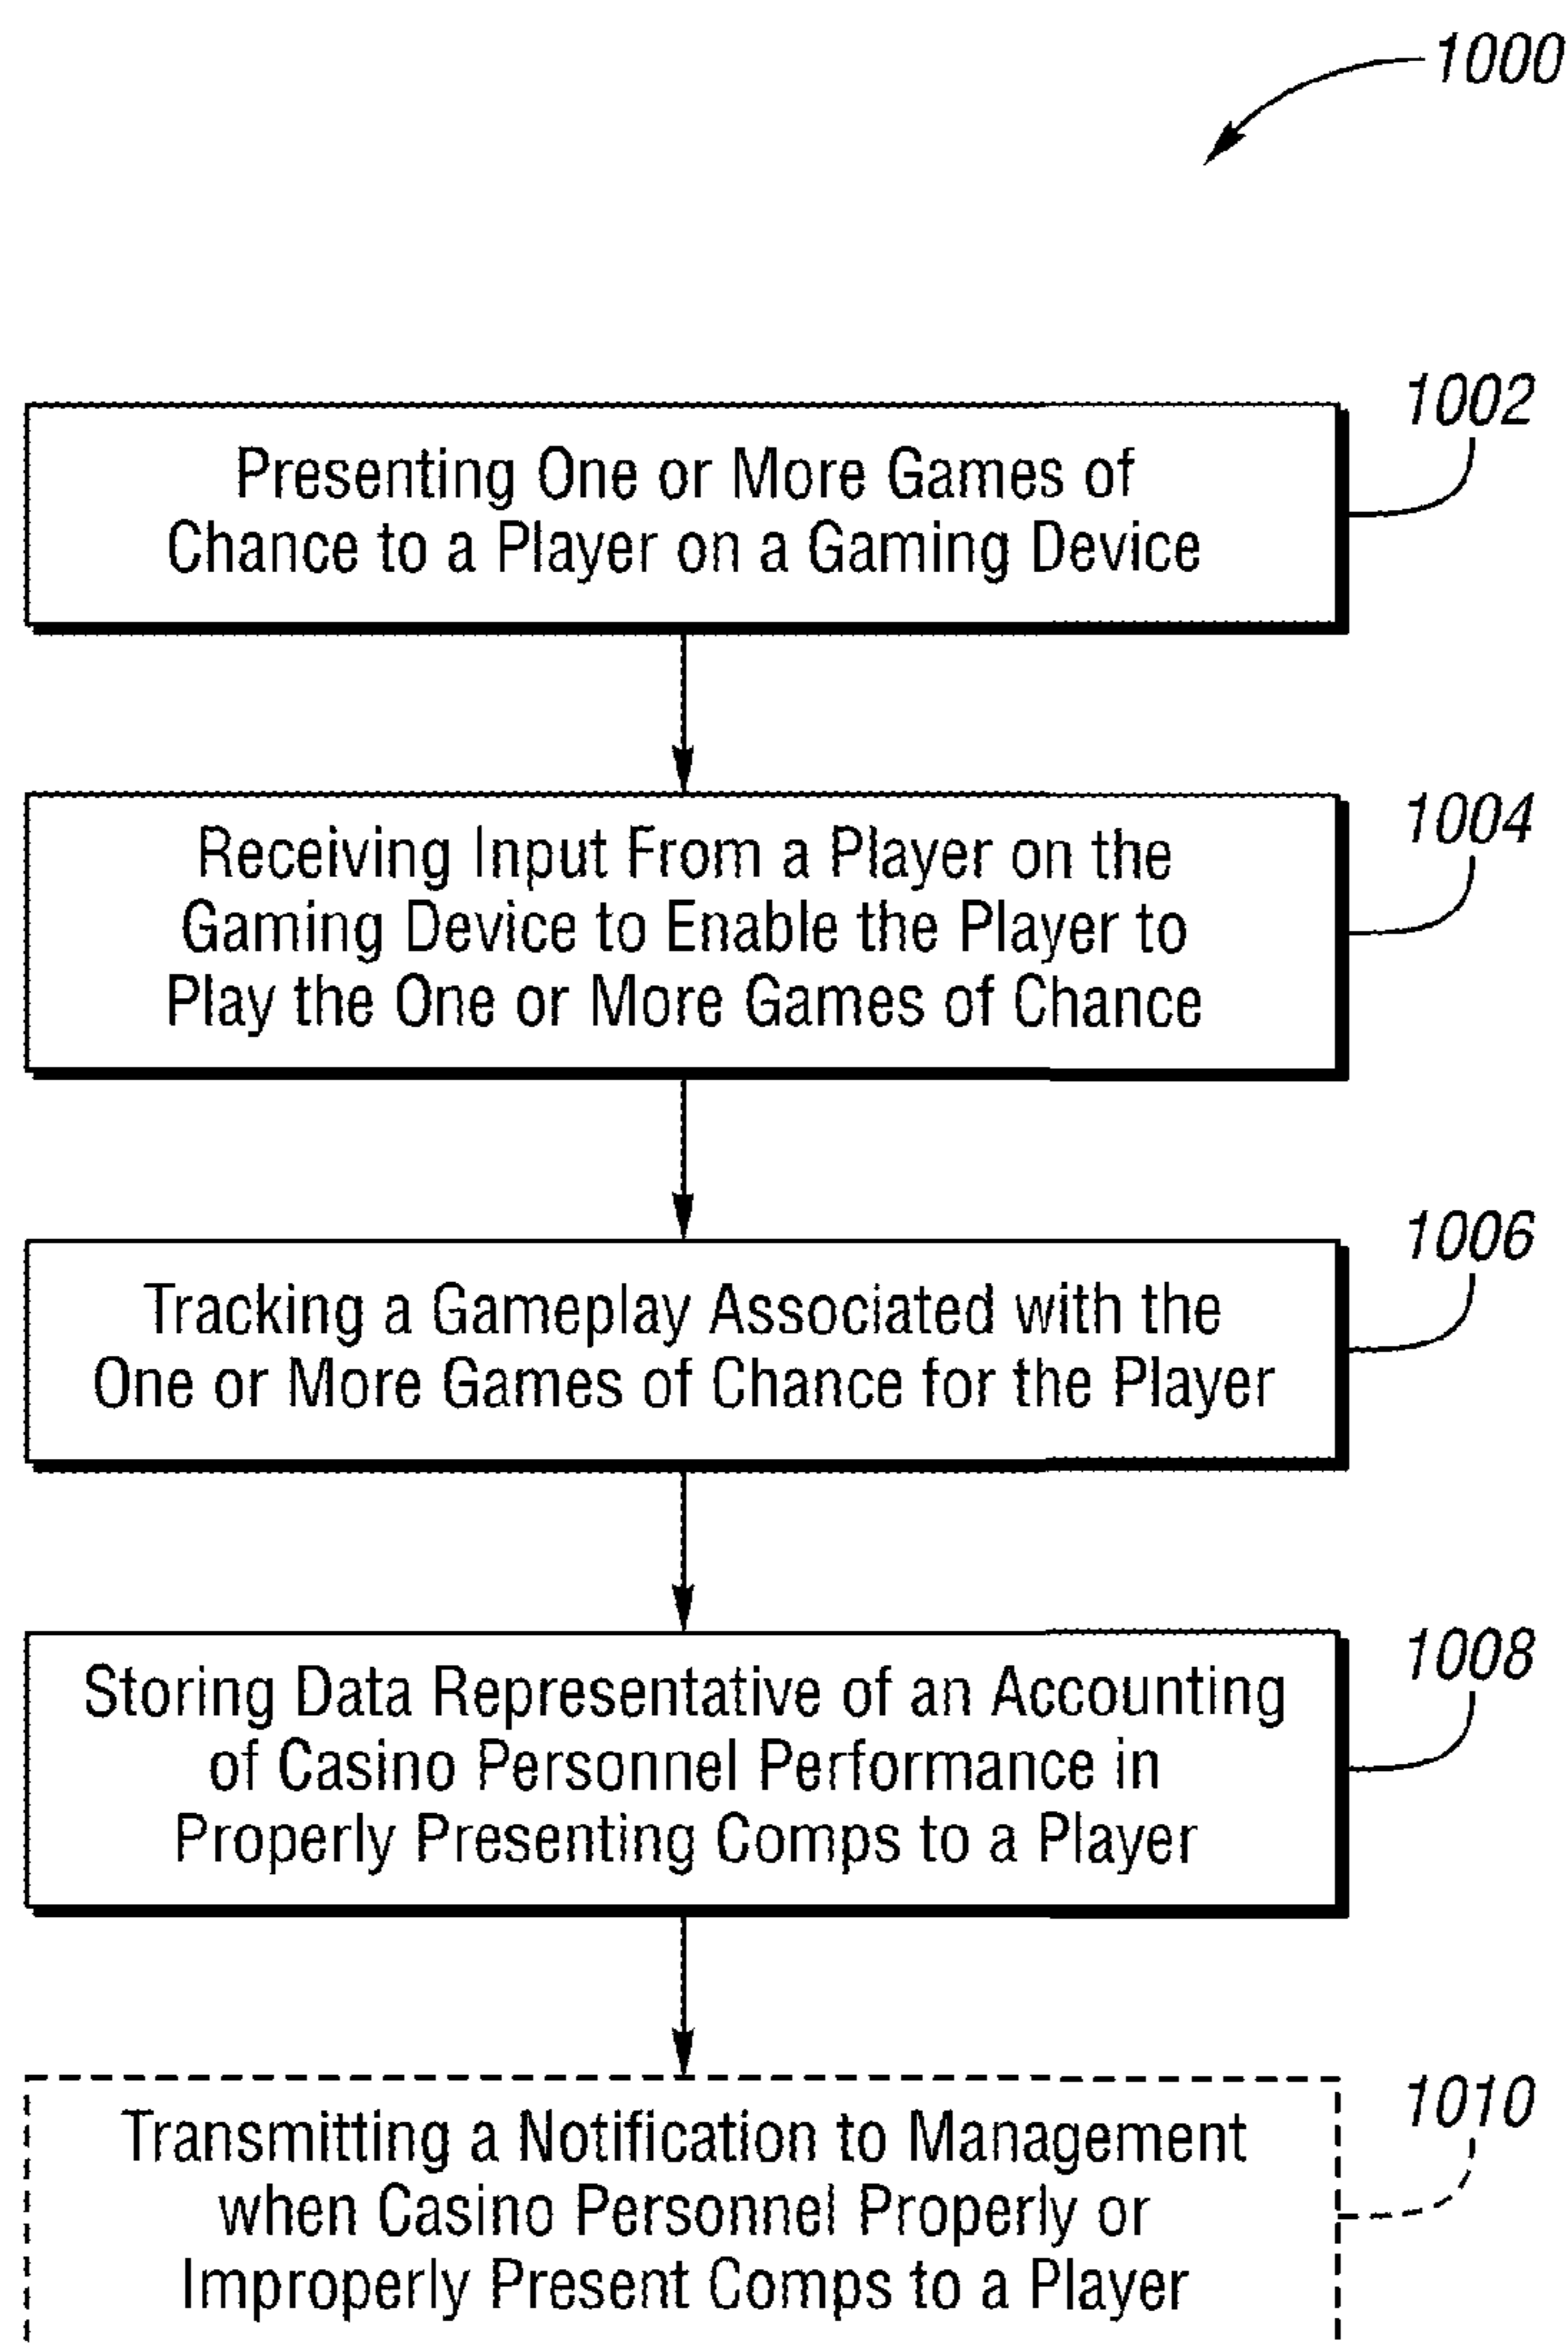 1000
1002
Presenting One or More Games of
Chance to a Player on a Gaming Device
1004
Receiving Input From a Player on the
Gaming Device to Enable the Player to
Play the One or More Games of Chance
1006
Tracking a Gameplay Associated with the
One or More Games of Chance for the Player
1008
Storing Data Representative of an Accounting
of Casino Personnel Performance in
Properly Presenting Comps to a Player
1010
Transmitting a Notification to Management
when Casino Personnel Properly or
Improperly Present Comps to a Player